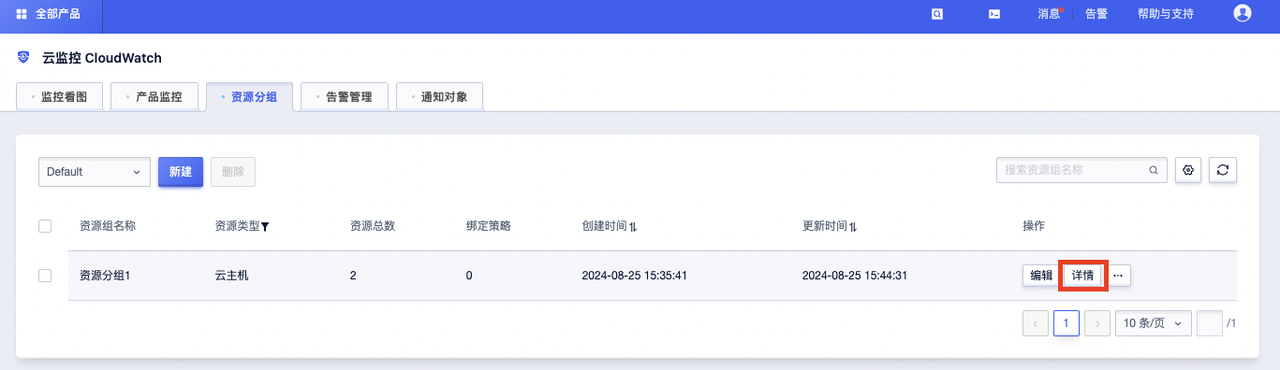 全部产品 消息 告警 帮助与支持
云监控 CloudWatch
监控看图 产品监控 资源分组 告警管理 通知对象
Default 新建 删除 搜索资源组名称
资源组名称 资源类型 资源总数 绑定策略 创建时间 更新时间 操作
资源分组1 云主机 2 0 2024-08-25 15:35:41 2024-08-25 15:44:31 编辑 详情 ...
‹ 1 › 10 条/页 /1